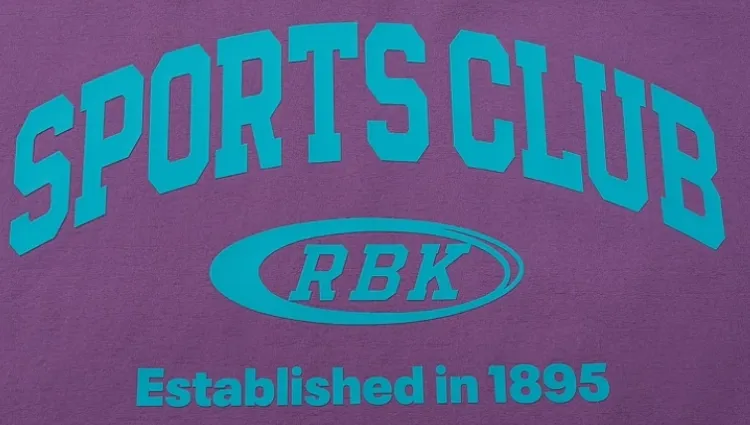 SPORTS CLUB
RBK
Established in 1895